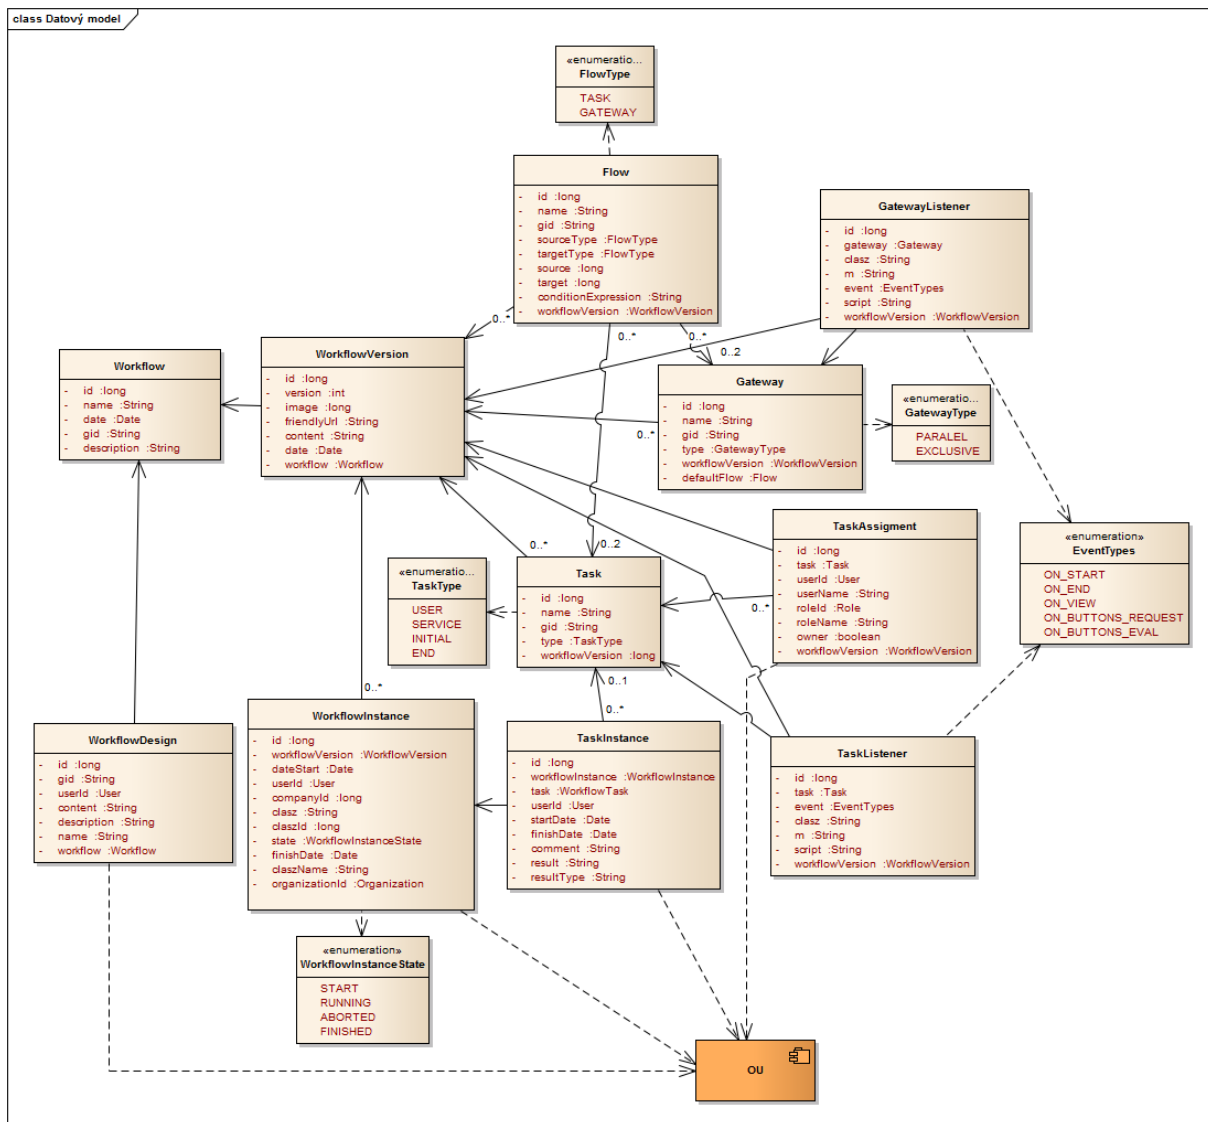 class Datový model
«enumeratio...
FlowType
TASK
GATEWAY
Flow
- id :long
- name :String
- gid :String
- sourceType :FlowType
- targetType :FlowType
- source :long
- target :long
- conditionExpression :String
- workflowVersion :WorkflowVersion
GatewayListener
- id :long
- gateway :Gateway
- clasz :String
- m :String
- event :EventTypes
- script :String
- workflowVersion :WorkflowVersion
0..*
0..*
0..*
0..2
Workflow
- id :long
- name :String
- date :Date
- gid :String
- description :String
WorkflowVersion
- id :long
- version :int
- image :long
- friendlyUrl :String
- content :String
- date :Date
- workflow :Workflow
Gateway
- id :long
- name :String
- gid :String
- type :GatewayType
- workflowVersion :WorkflowVersion
- defaultFlow :Flow
0..*
«enumeratio...
GatewayType
PARALEL
EXCLUSIVE
TaskAssigment
- id :long
- task :Task
- userId :User
- userName :String
- roleId :Role
- roleName :String
- owner :boolean
- workflowVersion :WorkflowVersion
«enumeration»
EventTypes
ON_START
ON_END
ON_VIEW
ON_BUTTONS_REQUEST
ON_BUTTONS_EVAL
0..*
0..2
«enumeratio...
TaskType
USER
SERVICE
INITIAL
END
Task
- id :long
- name :String
- gid :String
- type :TaskType
- workflowVersion :long
0..*
0..1
0..*
0..*
WorkflowDesign
- id :long
- gid :String
- userId :User
- content :String
- description :String
- name :String
- workflow :Workflow
WorkflowInstance
- id :long
- workflowVersion :WorkflowVersion
- dateStart :Date
- userId :User
- companyId :long
- clasz :String
- claszId :long
- state :WorkflowInstanceState
- finishDate :Date
- claszName :String
- organizationId :Organization
TaskInstance
- id :long
- workflowInstance :WorkflowInstance
- task :WorkflowTask
- userId :User
- startDate :Date
- finishDate :Date
- comment :String
- result :String
- resultType :String
TaskListener
- id :long
- task :Task
- event :EventTypes
- clasz :String
- m :String
- script :String
- workflowVersion :WorkflowVersion
«enumeration»
WorkflowInstanceState
START
RUNNING
ABORTED
FINISHED
OU